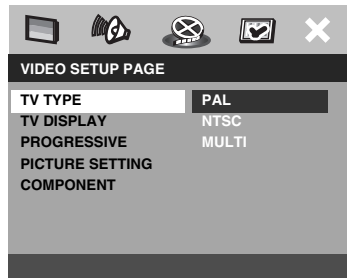 VIDEO SETUP PAGE
TV TYPE PAL
TV DISPLAY NTSC
PROGRESSIVE MULTI
PICTURE SETTING
COMPONENT